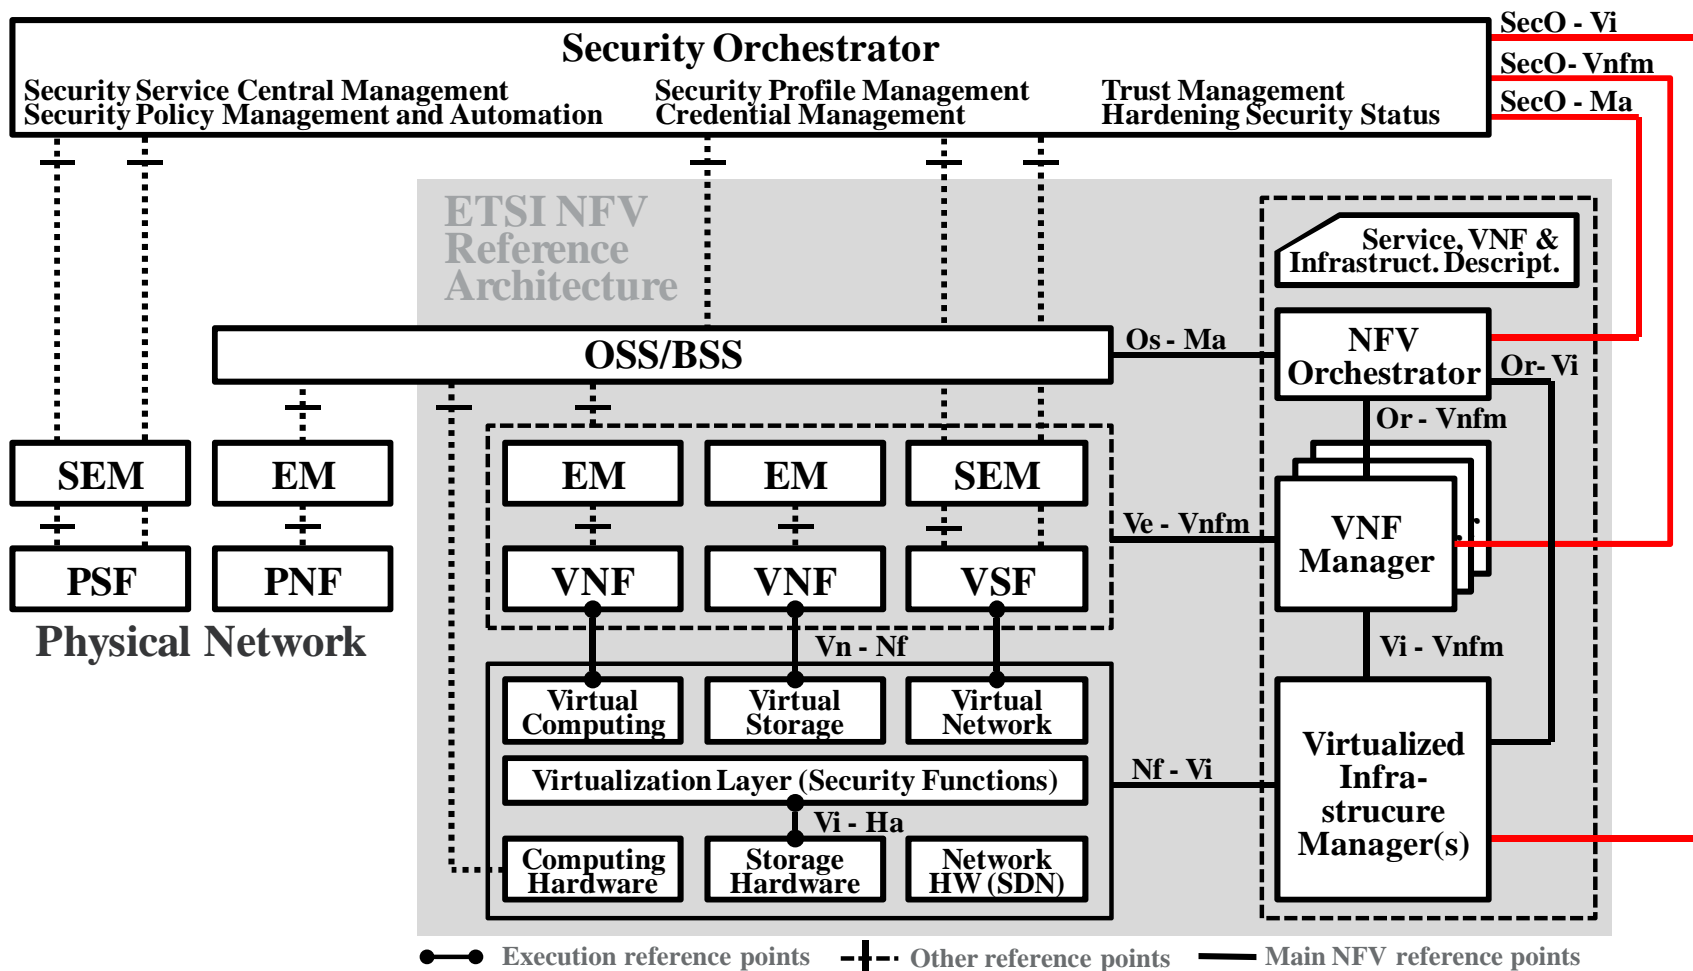 SecO - Vi
Security Orchestrator
SecO- Vnfm
Security Service Central Management
Security Profile Management
Trust Management
SecO - Ma
Security Policy Management and Automation
Credential Management
Hardening Security Status
ETSI NFV
Reference
Architecture
Service, VNF &
Infrastruct. Descript.
OSS/BSS
Os - Ma
NFV
Orchestrator
Or- Vi
Or - Vnfm
SEM
EM
EM
EM
SEM
Ve - Vnfm
VNF
Manager
PSF
PNF
VNF
VNF
VSF
Physical Network
Vn - Nf
Vi - Vnfm
Virtual
Computing
Virtual
Storage
Virtual
Network
Virtualized
Infra-
strucure
Manager(s)
Virtualization Layer (Security Functions)
Nf - Vi
Vi - Ha
Computing
Hardware
Storage
Hardware
Network
HW (SDN)
Execution reference points
Other reference points
Main NFV reference points